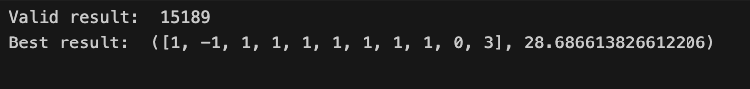 Valid result:  15189
Best result:  ([1, -1, 1, 1, 1, 1, 1, 1, 1, 0, 3], 28.686613826612206)